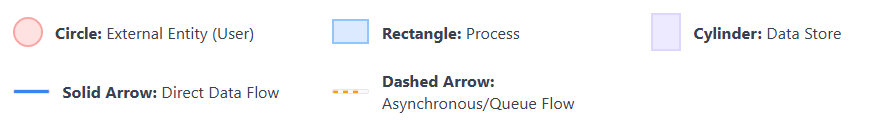 Circle: External Entity (User)
Rectangle: Process
Cylinder: Data Store
Solid Arrow: Direct Data Flow
Dashed Arrow:
Asynchronous/Queue Flow